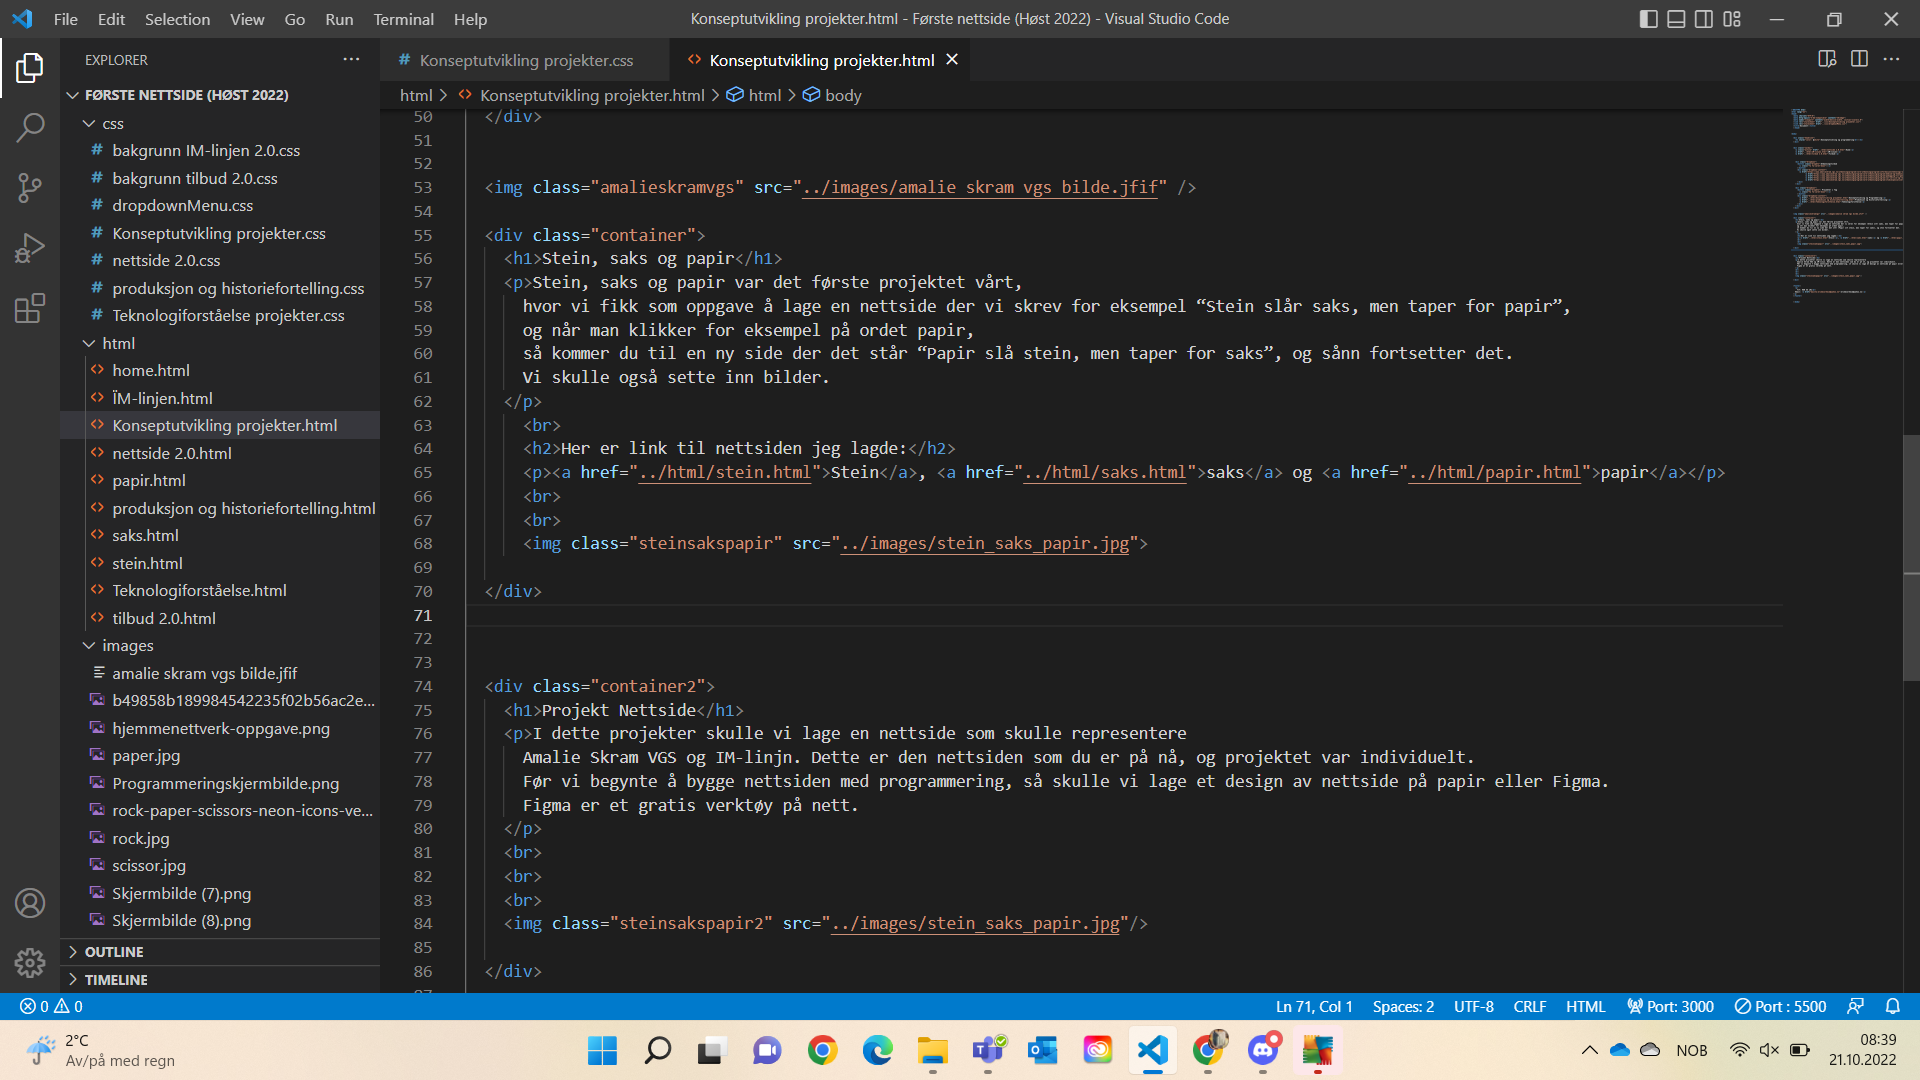 File Edit Selection View Go Run Terminal Help
Konseptutvikling projekter.html - Første nettside (Høst 2022) - Visual Studio Code
EXPLORER
FØRSTE NETTSIDE (HØST 2022)
css
bakgrunn IM-linjen 2.0.css
bakgrunn tilbud 2.0.css
dropdownMenu.css
Konseptutvikling projekter.css
nettside 2.0.css
produksjon og historiefortelling.css
Teknologiforståelse projekter.css
html
home.html
ÏM-linjen.html
Konseptutvikling projekter.html
nettside 2.0.html
papir.html
produksjon og historiefortelling.html
saks.html
stein.html
Teknologiforståelse.html
tilbud 2.0.html
images
amalie skram vgs bilde.jfif
b49858b189984542235f02b56ac2e...
hjemmenettverk-oppgave.png
paper.jpg
Programmeringskjermbilde.png
rock-paper-scissors-neon-icons-ve...
rock.jpg
scissor.jpg
Skjermbilde (7).png
Skjermbilde (8).png
OUTLINE
TIMELINE
Konseptutvikling projekter.css
Konseptutvikling projekter.html
html > Konseptutvikling projekter.html > html > body
50 </div>
51
52
53 <img class="amalieskramvgs" src="../images/amalie skram vgs bilde.jfif" />
54
55 <div class="container">
56 <h1>Stein, saks og papir</h1>
57 <p>Stein, saks og papir var det første projektet vårt,
58 hvor vi fikk som oppgave å lage en nettside der vi skrev for eksempel “Stein slår saks, men taper for papir”,
59 og når man klikker for eksempel på ordet papir,
60 så kommer du til en ny side der det står “Papir slå stein, men taper for saks”, og sånn fortsetter det.
61 Vi skulle også sette inn bilder.
62 </p>
63 <br>
64 <h2>Her er link til nettsiden jeg lagde:</h2>
65 <p><a href="../html/stein.html">Stein</a>, <a href="../html/saks.html">saks</a> og <a href="../html/papir.html">papir</a></p>
66 <br>
67 <br>
68 <img class="steinsakspapir" src="../images/stein_saks_papir.jpg">
69
70 </div>
71
72
73
74 <div class="container2">
75 <h1>Projekt Nettside</h1>
76 <p>I dette projekter skulle vi lage en nettside som skulle representere
77 Amalie Skram VGS og IM-linjn. Dette er den nettsiden som du er på nå, og projektet var individuelt.
78 Før vi begynte å bygge nettsiden med programmering, så skulle vi lage et design av nettside på papir eller Figma.
79 Figma er et gratis verktøy på nett.
80 </p>
81 <br>
82 <br>
83 <br>
84 <img class="steinsakspapir2" src="../images/stein_saks_papir.jpg"/>
85
86 </div>
0 0
Ln 71, Col 1 Spaces: 2 UTF-8 CRLF HTML Port: 3000 Port : 5500
2°C
Av/på med regn
NOB
08:39
21.10.2022